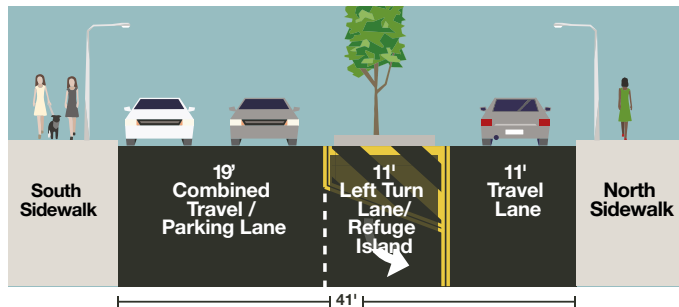 South
Sidewalk
19'
Combined
Travel /
Parking Lane
11'
Left Turn
Lane/
Refuge
Island
11'
Travel
Lane
North
Sidewalk
41'